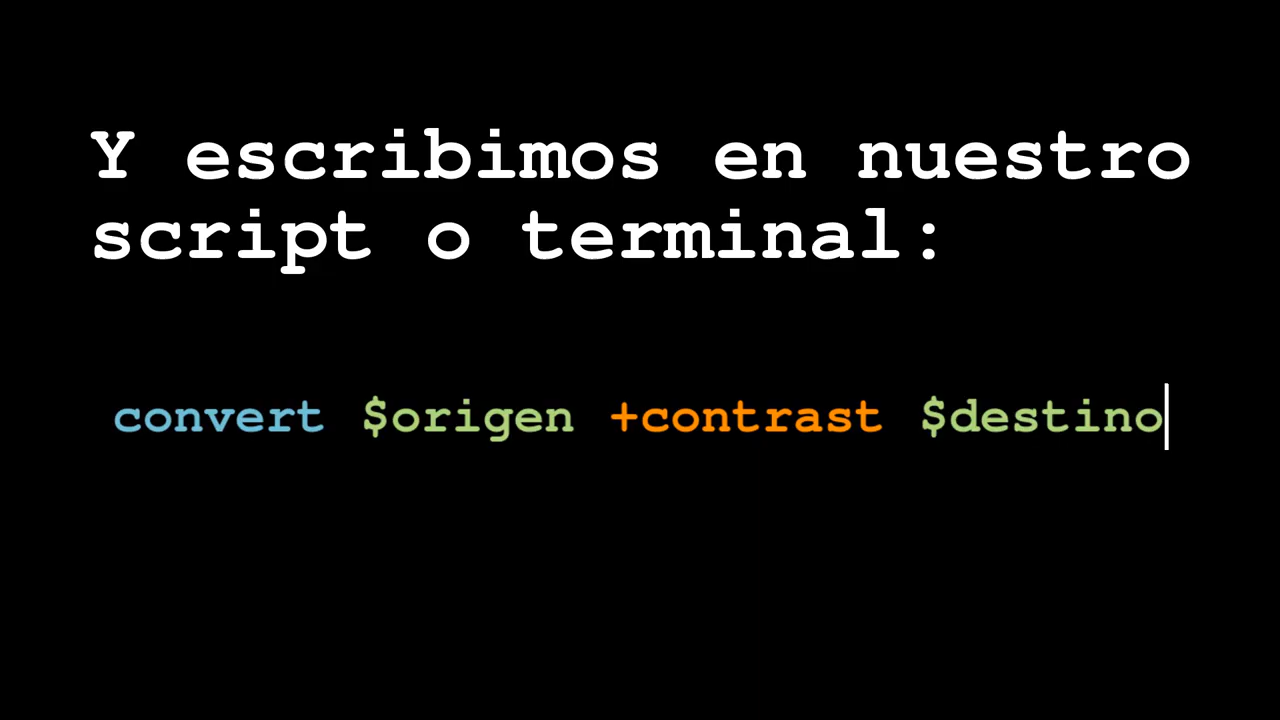 Y escribimos en nuestro
script o terminal:
convert $origen +contrast $destino